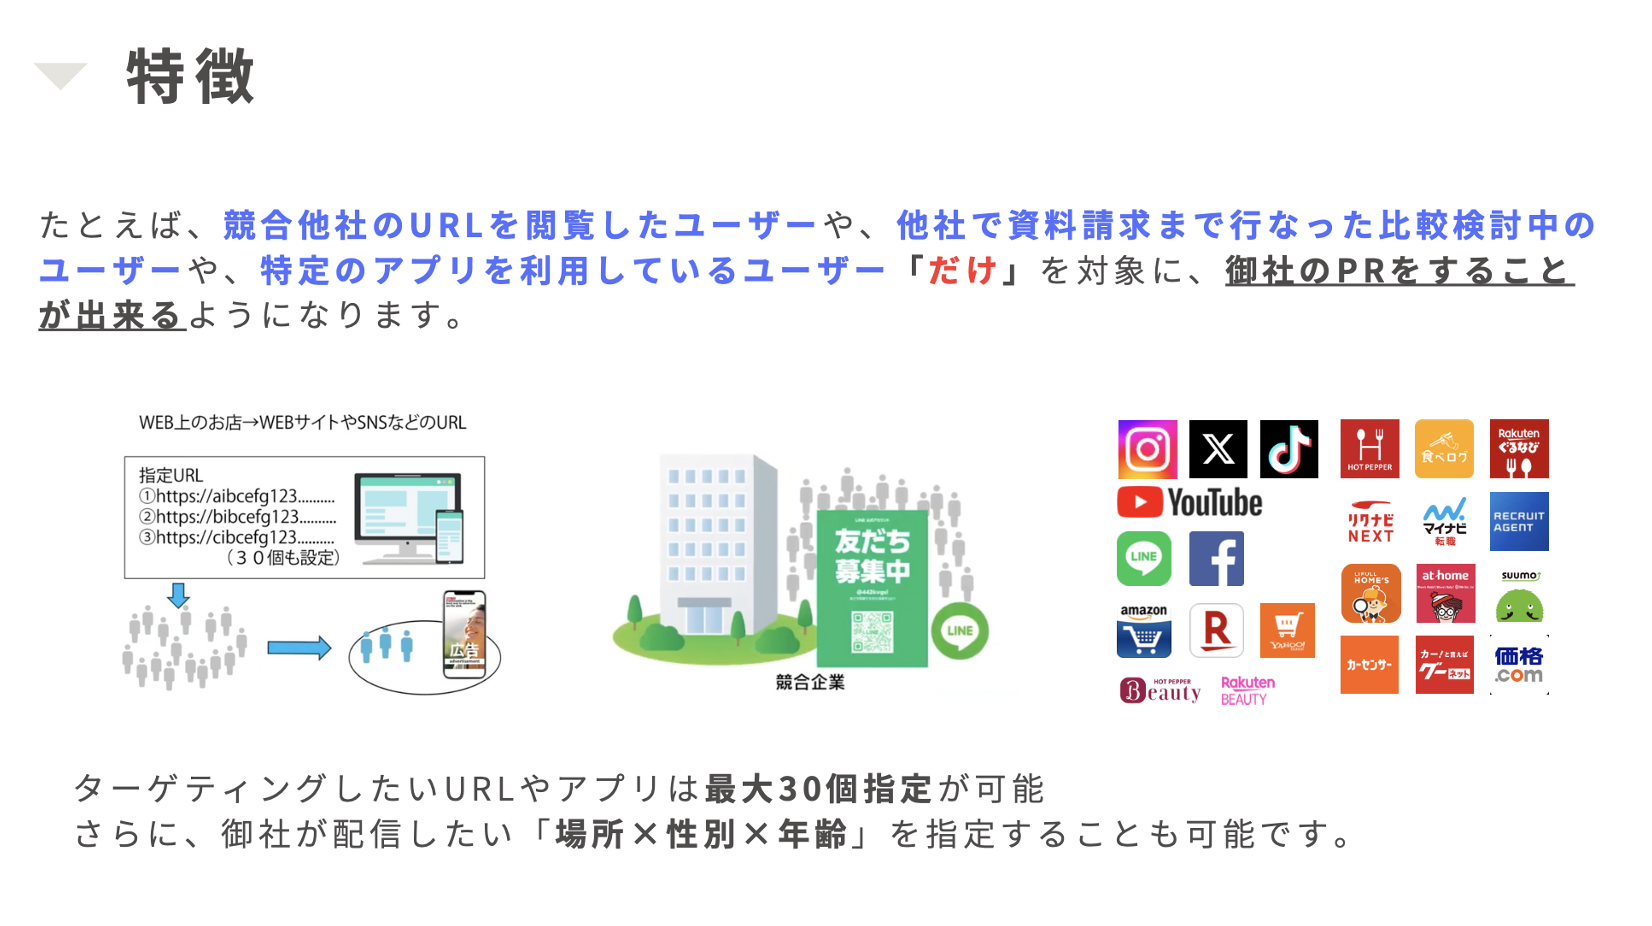 特徴
たとえば、競合他社のURLを閲覧したユーザーや、他社で資料請求まで行なった比較検討中の
ユーザーや、特定のアプリを利用しているユーザー「だけ」を対象に、御社のPRをすること
が出来るようになります。
WEB上のお店→WEBサイトやSNSなどのURL
指定URL
①https://aibcefg123..........
②https://bibcefg123..........
③https://cibcefg123..........
（３０個も設定）
広告
advertisement
友だち
募集中
LINE
競合企業
HOT PEPPER
食べログ
Rakuten
ぐるなび
YouTube
リクナビ
NEXT
マイナビ
転職
RECRUIT
AGENT
LINE
LIFULL
HOME'S
at home
suumo
amazon
R
YAHOO!
カーセンサー
カー!と言えば
グーネット
価格
.com
HOT PEPPER
Beauty
Rakuten
BEAUTY
ターゲティングしたいURLやアプリは最大30個指定が可能
さらに、御社が配信したい「場所×性別×年齢」を指定することも可能です。